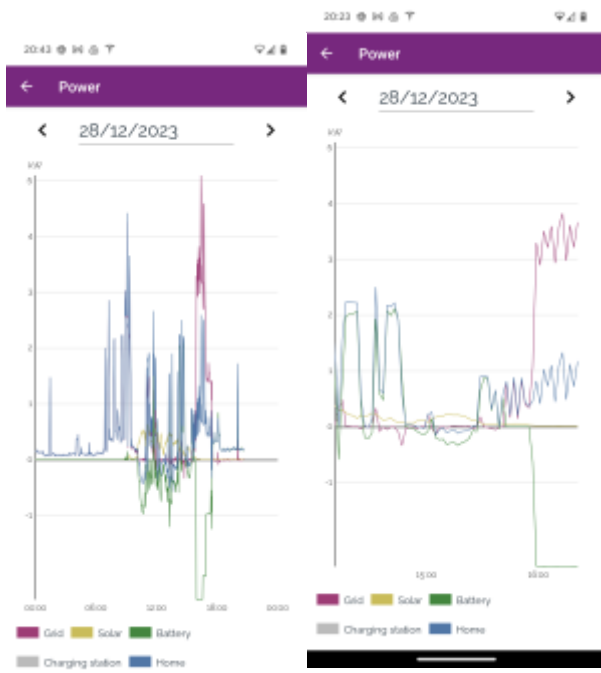 20:43
Power
28/12/2023
kW
5
4
3
2
1
0
-1
00:00 06:00 12:00 18:00 00:00
Grid Solar Battery
Charging station Home
20:23
Power
28/12/2023
kW
5
4
3
2
1
0
-1
15:00 16:00
Grid Solar Battery
Charging station Home